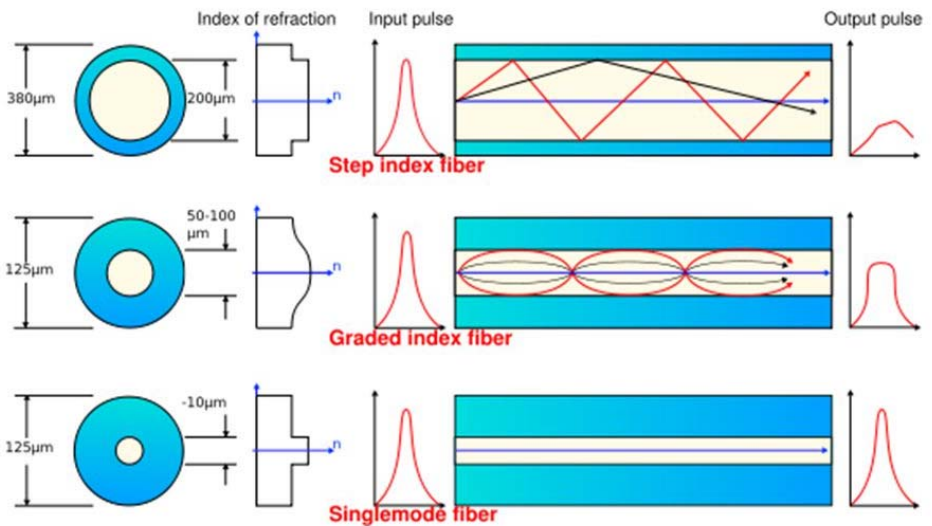 Index of refraction Input pulse Output pulse
380µm 200µm n
Step index fiber
50-100
µm
125µm n
Graded index fiber
-10µm
125µm n
Singlemode fiber